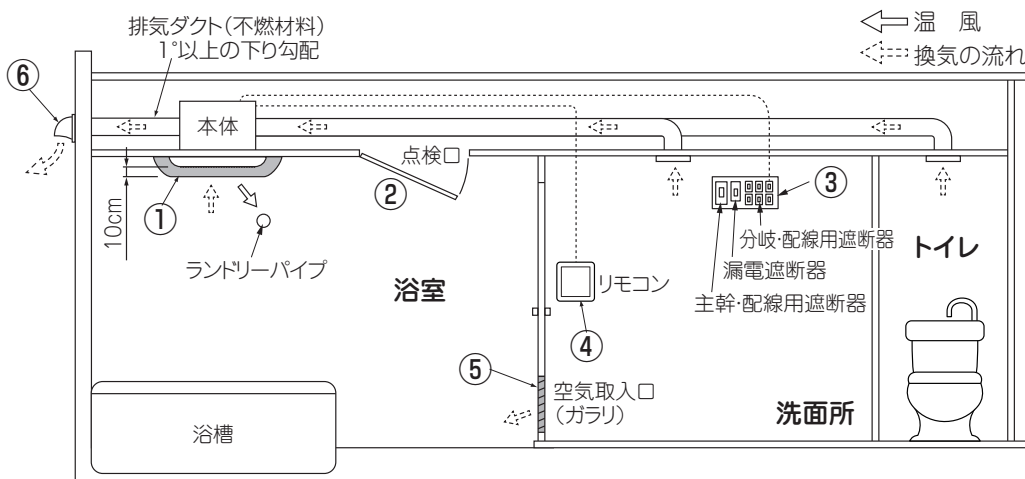 排気ダクト(不燃材料)
1°以上の下り勾配
温 風
換気の流れ
⑥
本体
点検口
②
①
10cm
ランドリーパイプ
③
分岐・配線用遮断器
漏電遮断器
主幹・配線用遮断器
トイレ
浴室
リモコン
④
⑤
空気取入口
(ガラリ)
洗面所
浴槽